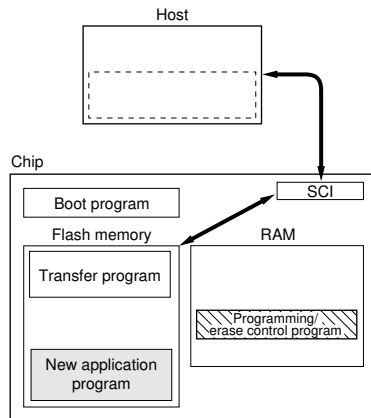 Host
Chip
SCI
Boot program
Flash memory
RAM
Transfer program
Programming/
erase control program
New application
program